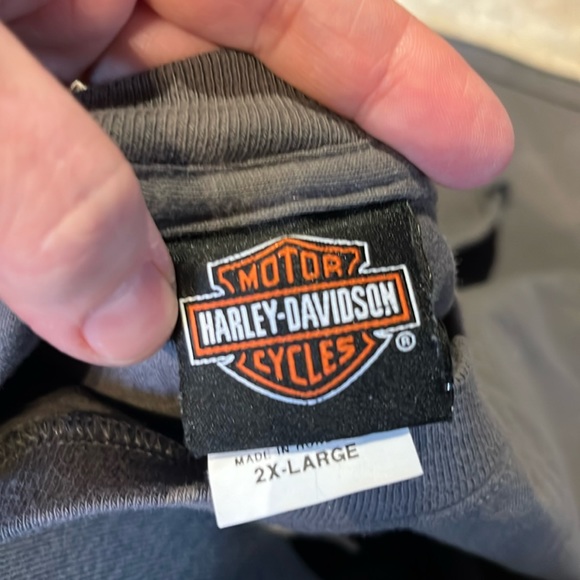 MOTOR
HARLEY-DAVIDSON
CYCLES
®
MADE IN
2X-LARGE